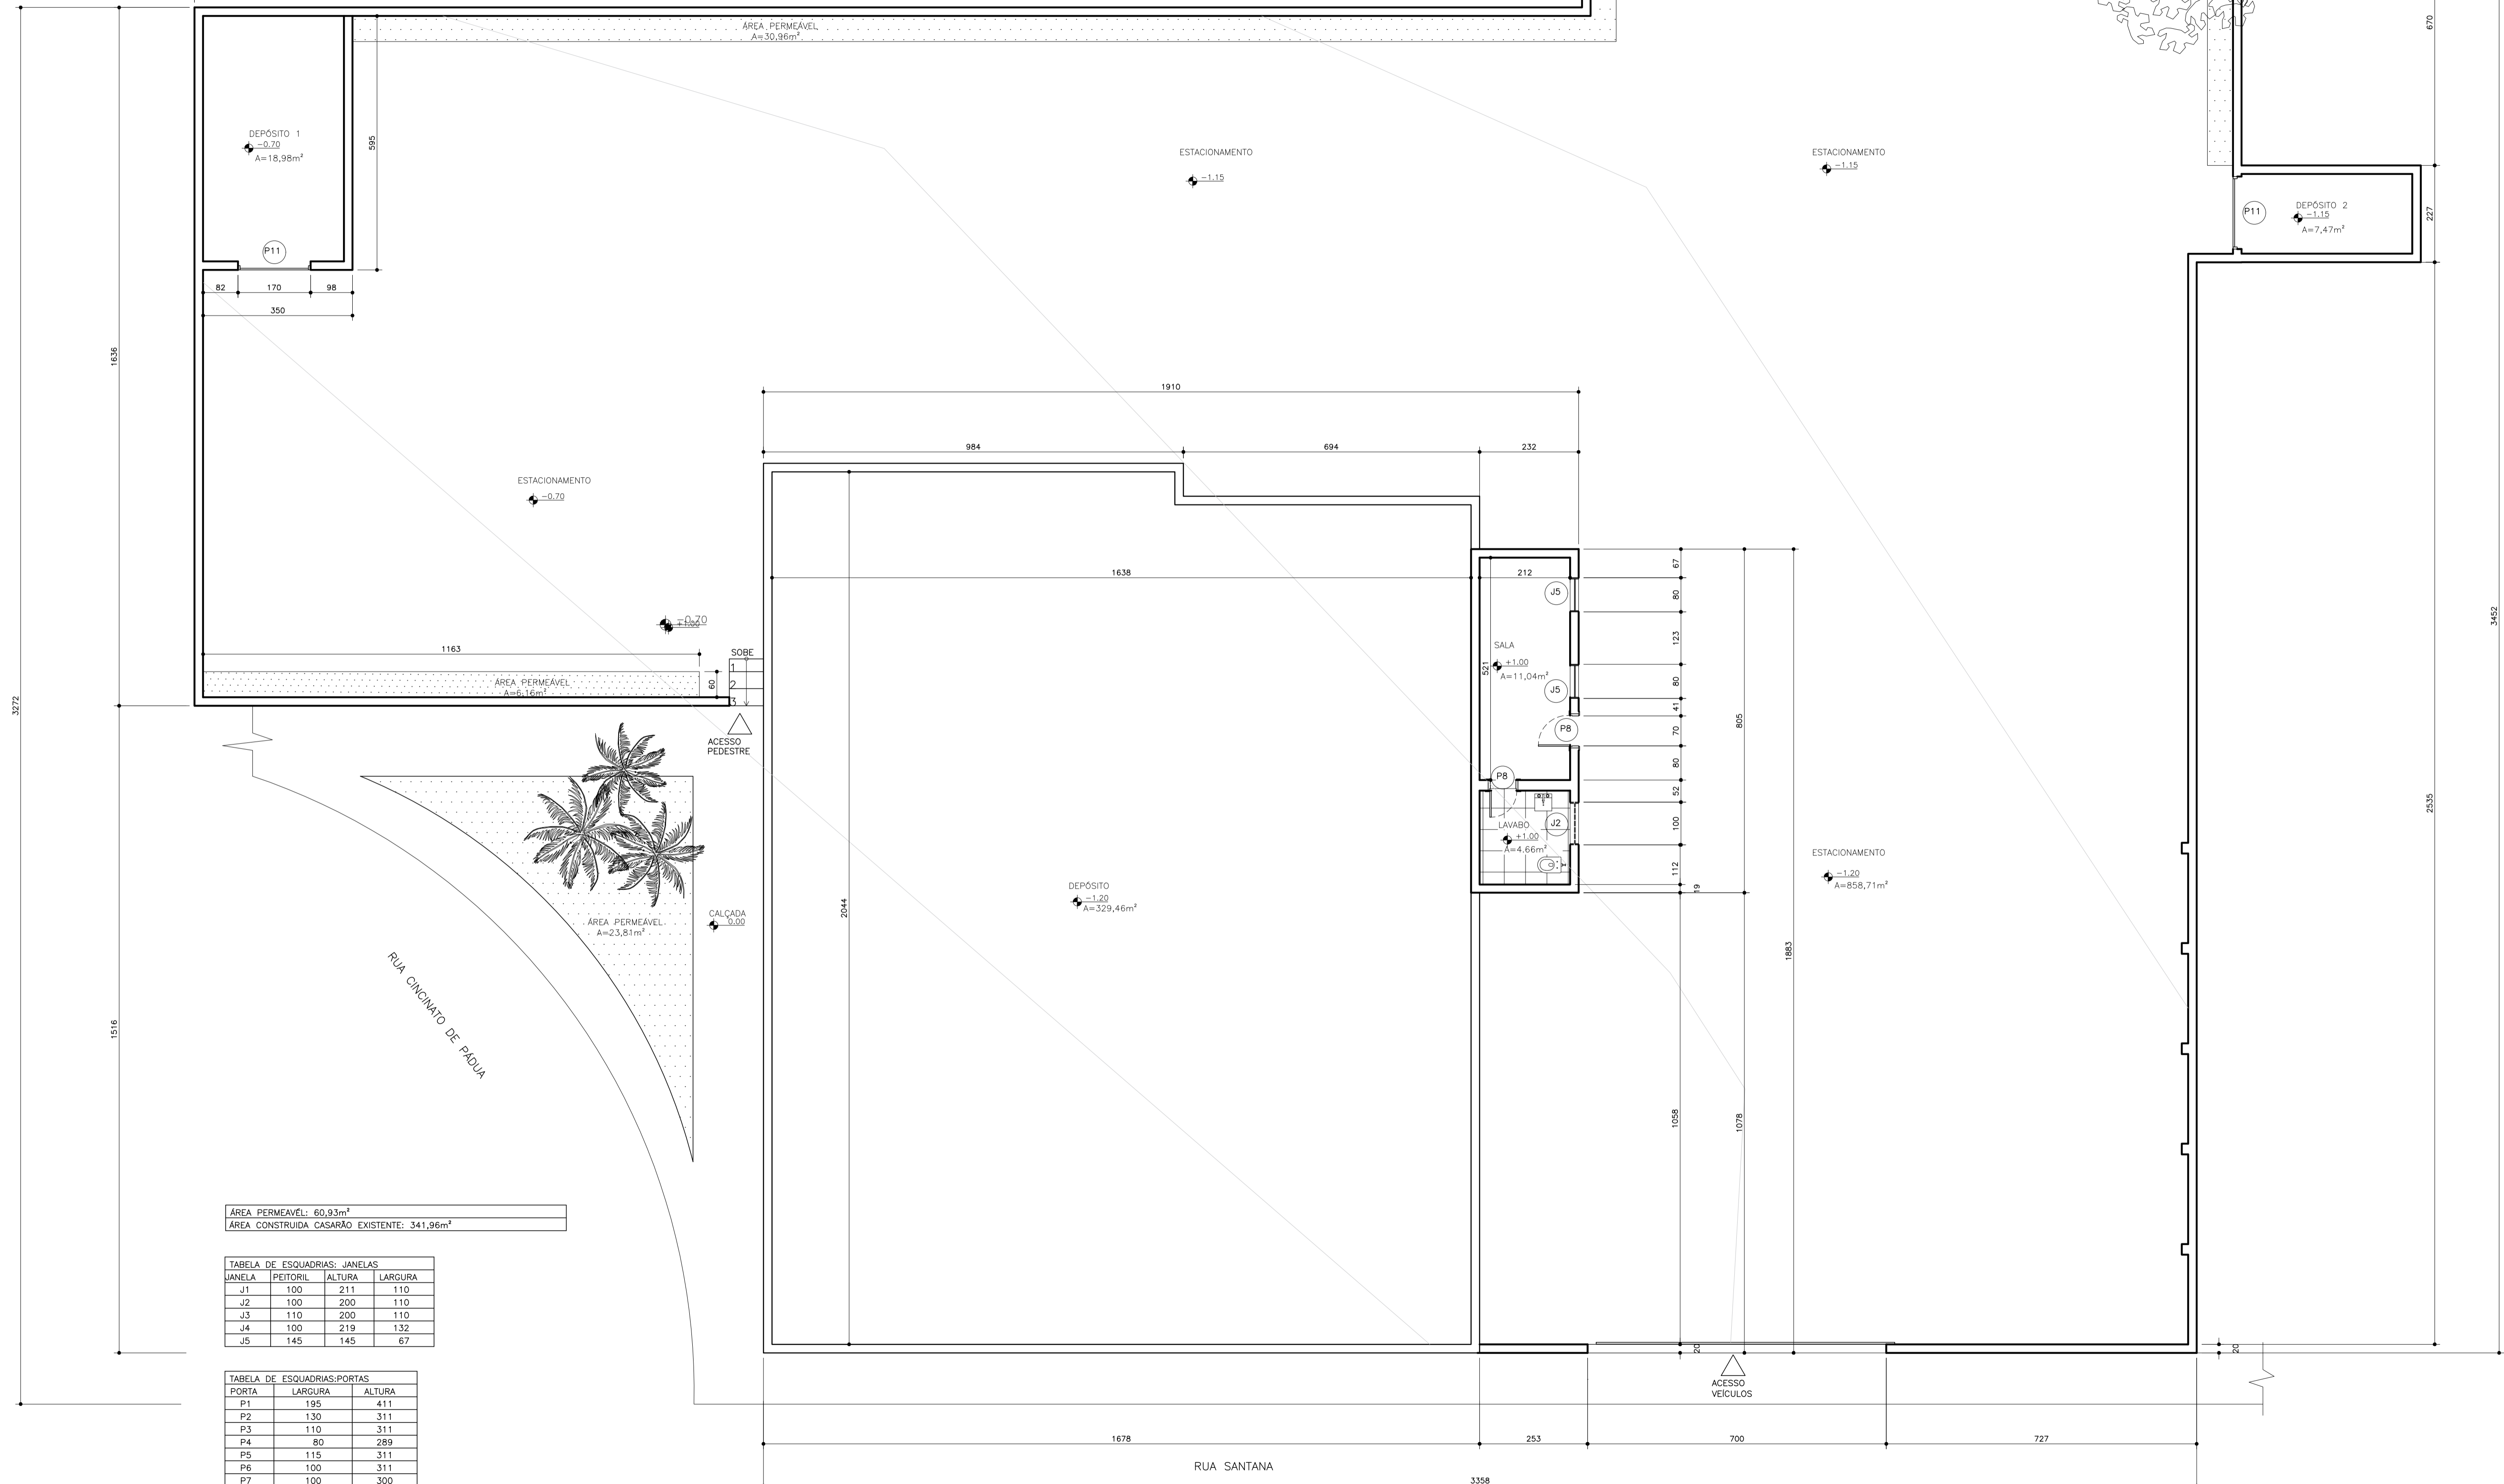 ÁREA PERMEÁVEL
A=30,96m²
670
DEPÓSITO 1
-0.70
A=18,98m²
595
ESTACIONAMENTO
-1.15
ESTACIONAMENTO
-1.15
P11
DEPÓSITO 2
-1.15
A=7,47m²
227
P11
82 170 98
350
1636
1910
984 694 232
ESTACIONAMENTO
-0.70
1638
212
67
80
123
80
41
70
80
52
100
112
19
J5
SALA
+1.00
A=11,04m²
521
J5
P8
P8
LAVABO
+1.00
A=4.66m²
J2
805
1883
3452
3272
-0.70
1163
SOBE
1
2
3
60
ÁREA PERMEÁVEL
A=6,16m²
ACESSO
PEDESTRE
2535
ESTACIONAMENTO
-1.20
A=858,71m²
DEPÓSITO
-1.20
A=329,46m²
2044
CALÇADA
0.00
ÁREA PERMEÁVEL
A=23,81m²
RUA CINCINATO DE PÁDUA
1516
1058
1078
20
20
ACESSO
VEÍCULOS
1678 253 700 727
RUA SANTANA
3358
ÁREA PERMEAVÉL: 60,93m²
ÁREA CONSTRUIDA CASARÃO EXISTENTE: 341,96m²
TABELA DE ESQUADRIAS: JANELAS
JANELA PEITORIL ALTURA LARGURA
J1 100 211 110
J2 100 200 110
J3 110 200 110
J4 100 219 132
J5 145 145 67
TABELA DE ESQUADRIAS:PORTAS
PORTA LARGURA ALTURA
P1 195 411
P2 130 311
P3 110 311
P4 80 289
P5 115 311
P6 100 311
P7 100 300